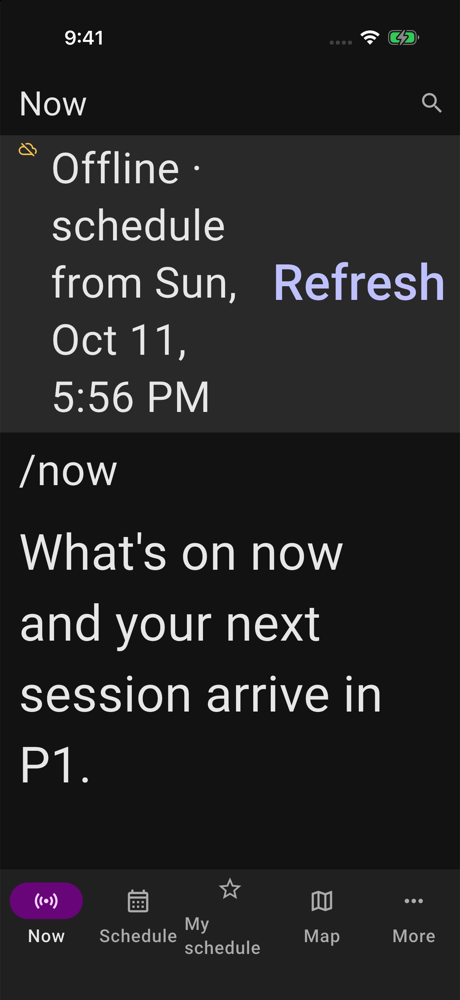 9:41
Now
Offline ·
schedule
from Sun,
Oct 11,
5:56 PM
Refresh
/now
What's on now
and your next
session arrive in
P1.
Now
Schedule
My
schedule
Map
More